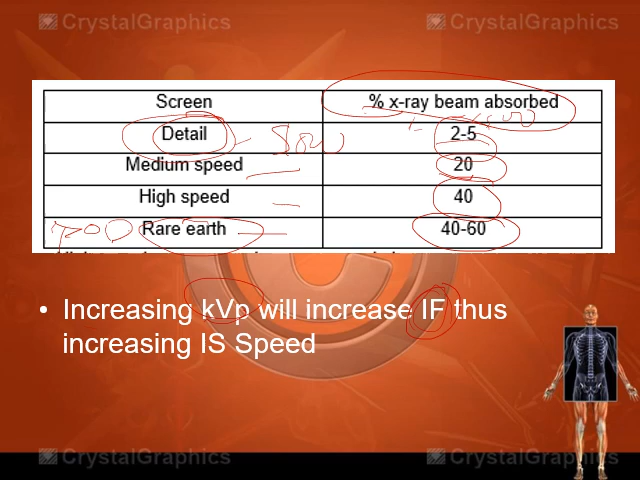 CrystalGraphics CrystalGraphics
Screen % x-ray beam absorbed
Detail 2-5
Medium speed 20
High speed 40
Rare earth 40-60
• Increasing kVp will increase IF thus
increasing IS Speed
CrystalGraphics CrystalGraphics